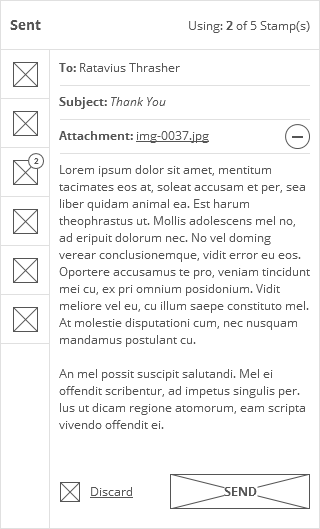 Sent
Using: 2 of 5 Stamp(s)
To: Ratavius Thrasher
Subject: Thank You
Attachment: img-0037.jpg
2
Lorem ipsum dolor sit amet, mentitum
tacimates eos at, soleat accusam et per, sea
liber quidam animal ea. Est harum
theophrastus ut. Mollis adolescens mel no,
ad eripuit dolorum nec. No vel doming
verear conclusionemque, vidit error eu eos.
Oportere accusamus te pro, veniam tincidunt
mei cu, ex pri omnium posidonium. Vidit
meliore vel eu, cu illum saepe constituto mel.
At molestie disputationi cum, nec nusquam
mandamus postulant cu.
An mel possit suscipit salutandi. Mel ei
offendit scribentur, ad impetus singulis per.
Ius ut dicam regione atomorum, eam scripta
vivendo offendit ei.
Discard
SEND